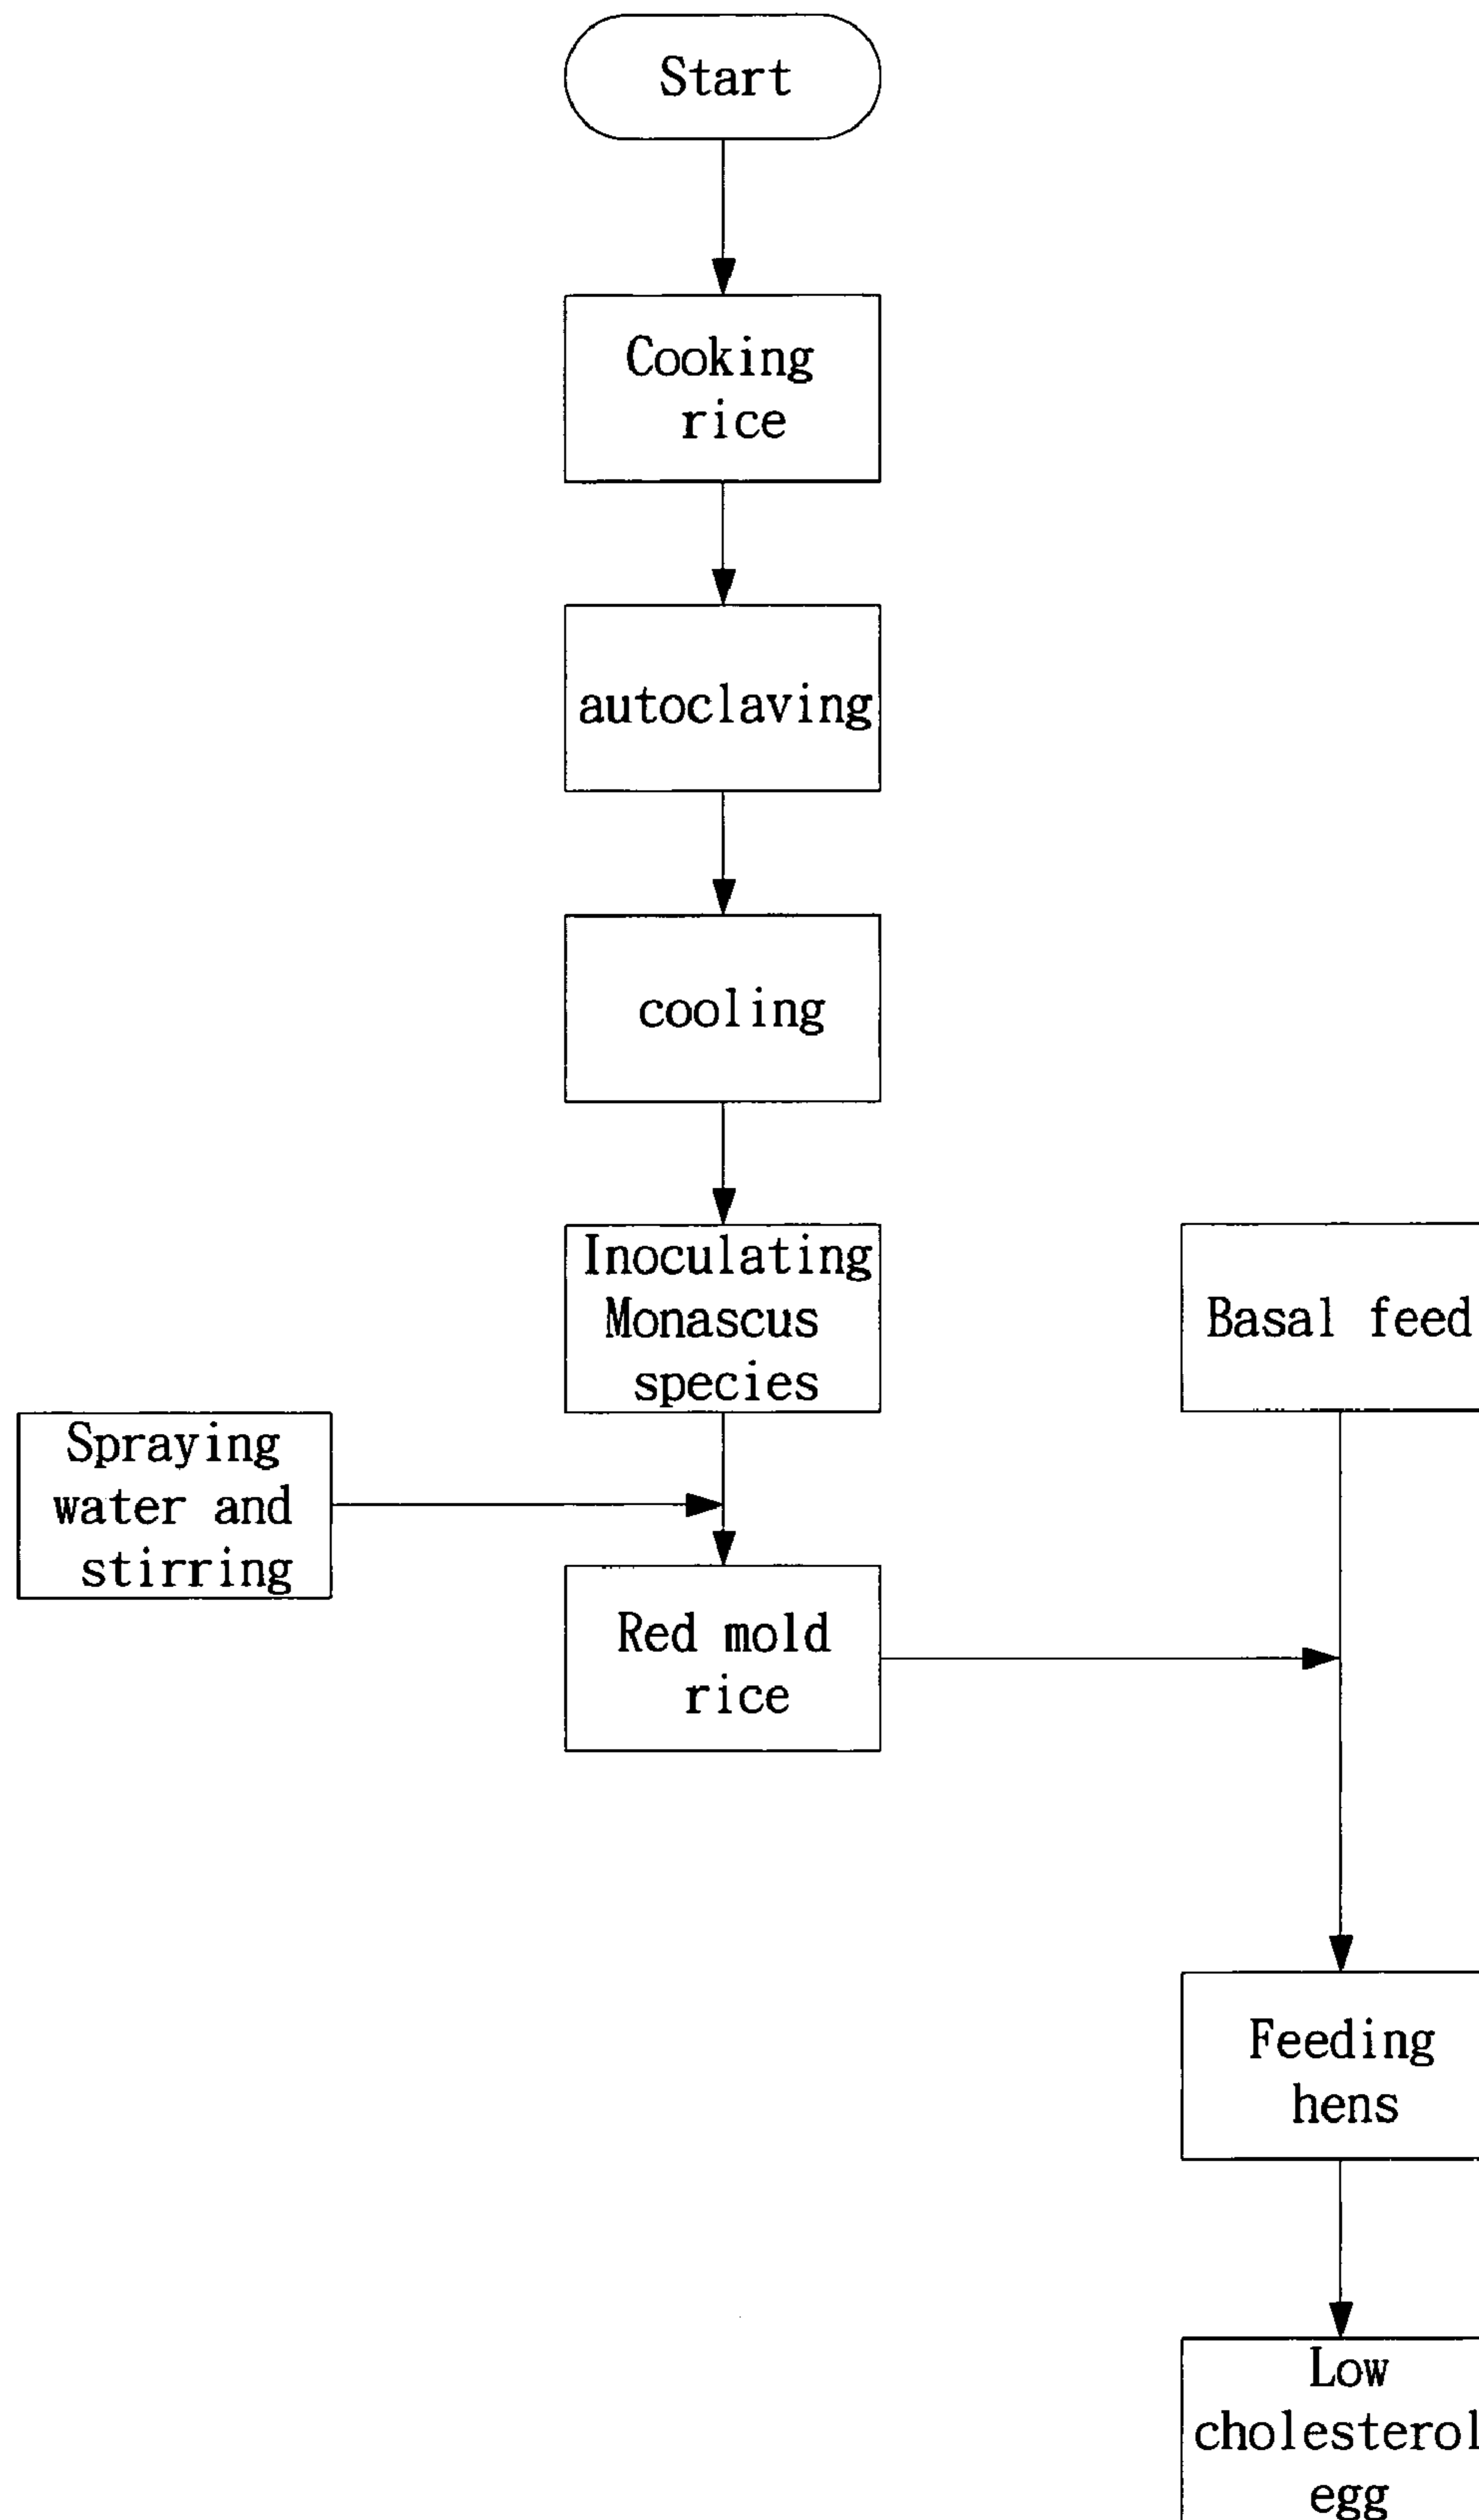 Start
Cooking
rice
autoclaving
cooling
Inoculating
Monascus
species
Basal feed
Spraying
water and
stirring
Red mold
rice
Feeding
hens
Low
cholesterol
egg